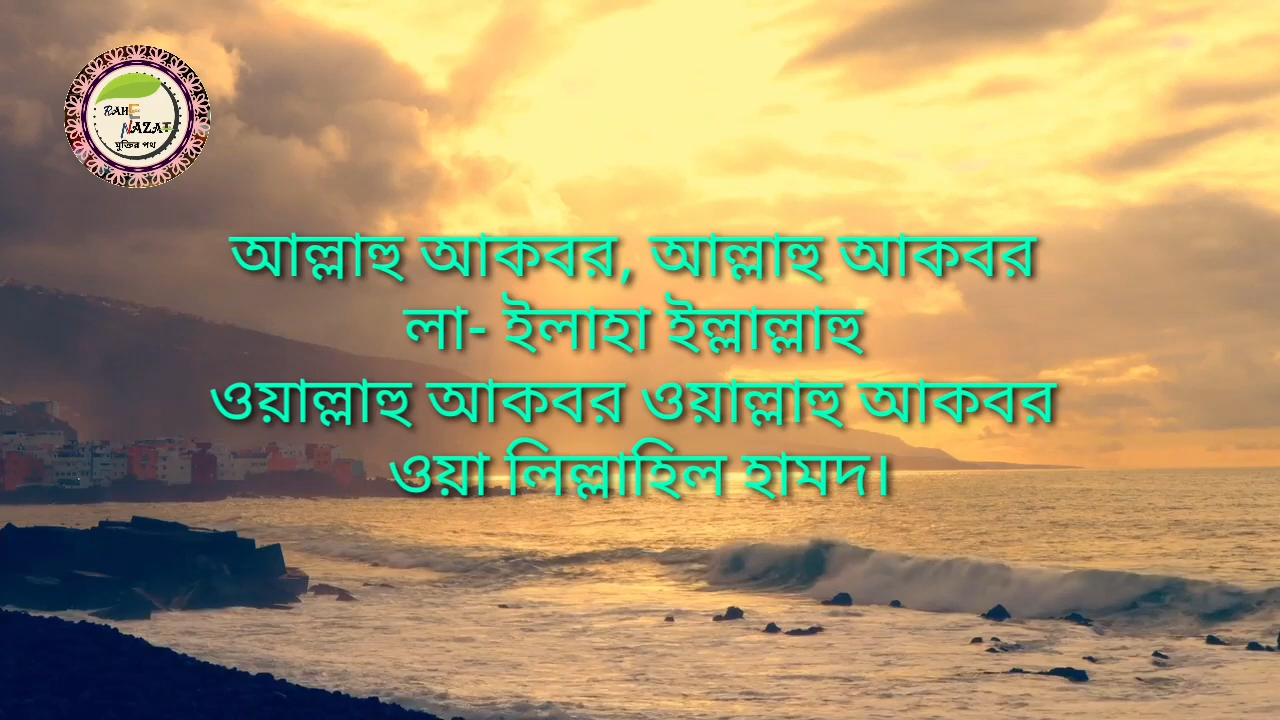 RAHE
NAZAT
মুক্তির পথ
আল্লাহু আকবর, আল্লাহু আকবর
লা- ইলাহা ইল্লাল্লাহু
ওয়াল্লাহু আকবর ওয়াল্লাহু আকবর
ওয়া লিল্লাহিল হামদ।